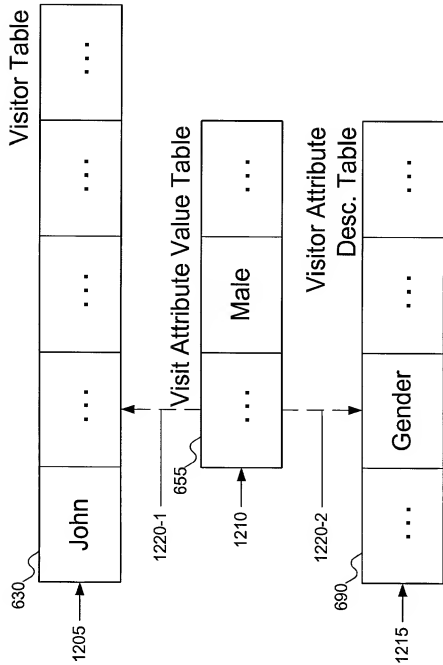 Visitor Table
630
1205
John
...
...
...
...
1220-1
Visit Attribute Value Table
655
1210
...
Male
...
1220-2
Visitor Attribute
Desc. Table
690
1215
...
Gender
...
...